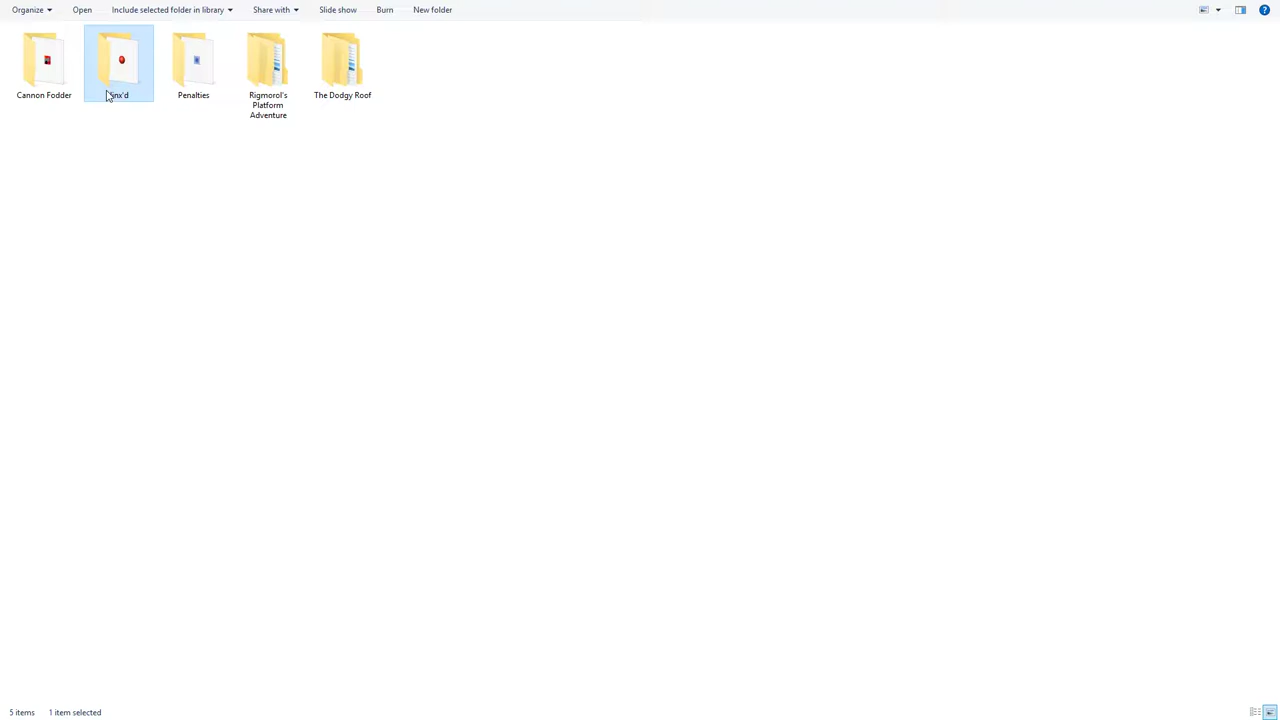 Organize Open Include selected folder in library Share with Slide show Burn New folder
Cannon Fodder
Penalties
Rigmorol's
Platform
Adventure
The Dodgy Roof
5 items 1 item selected